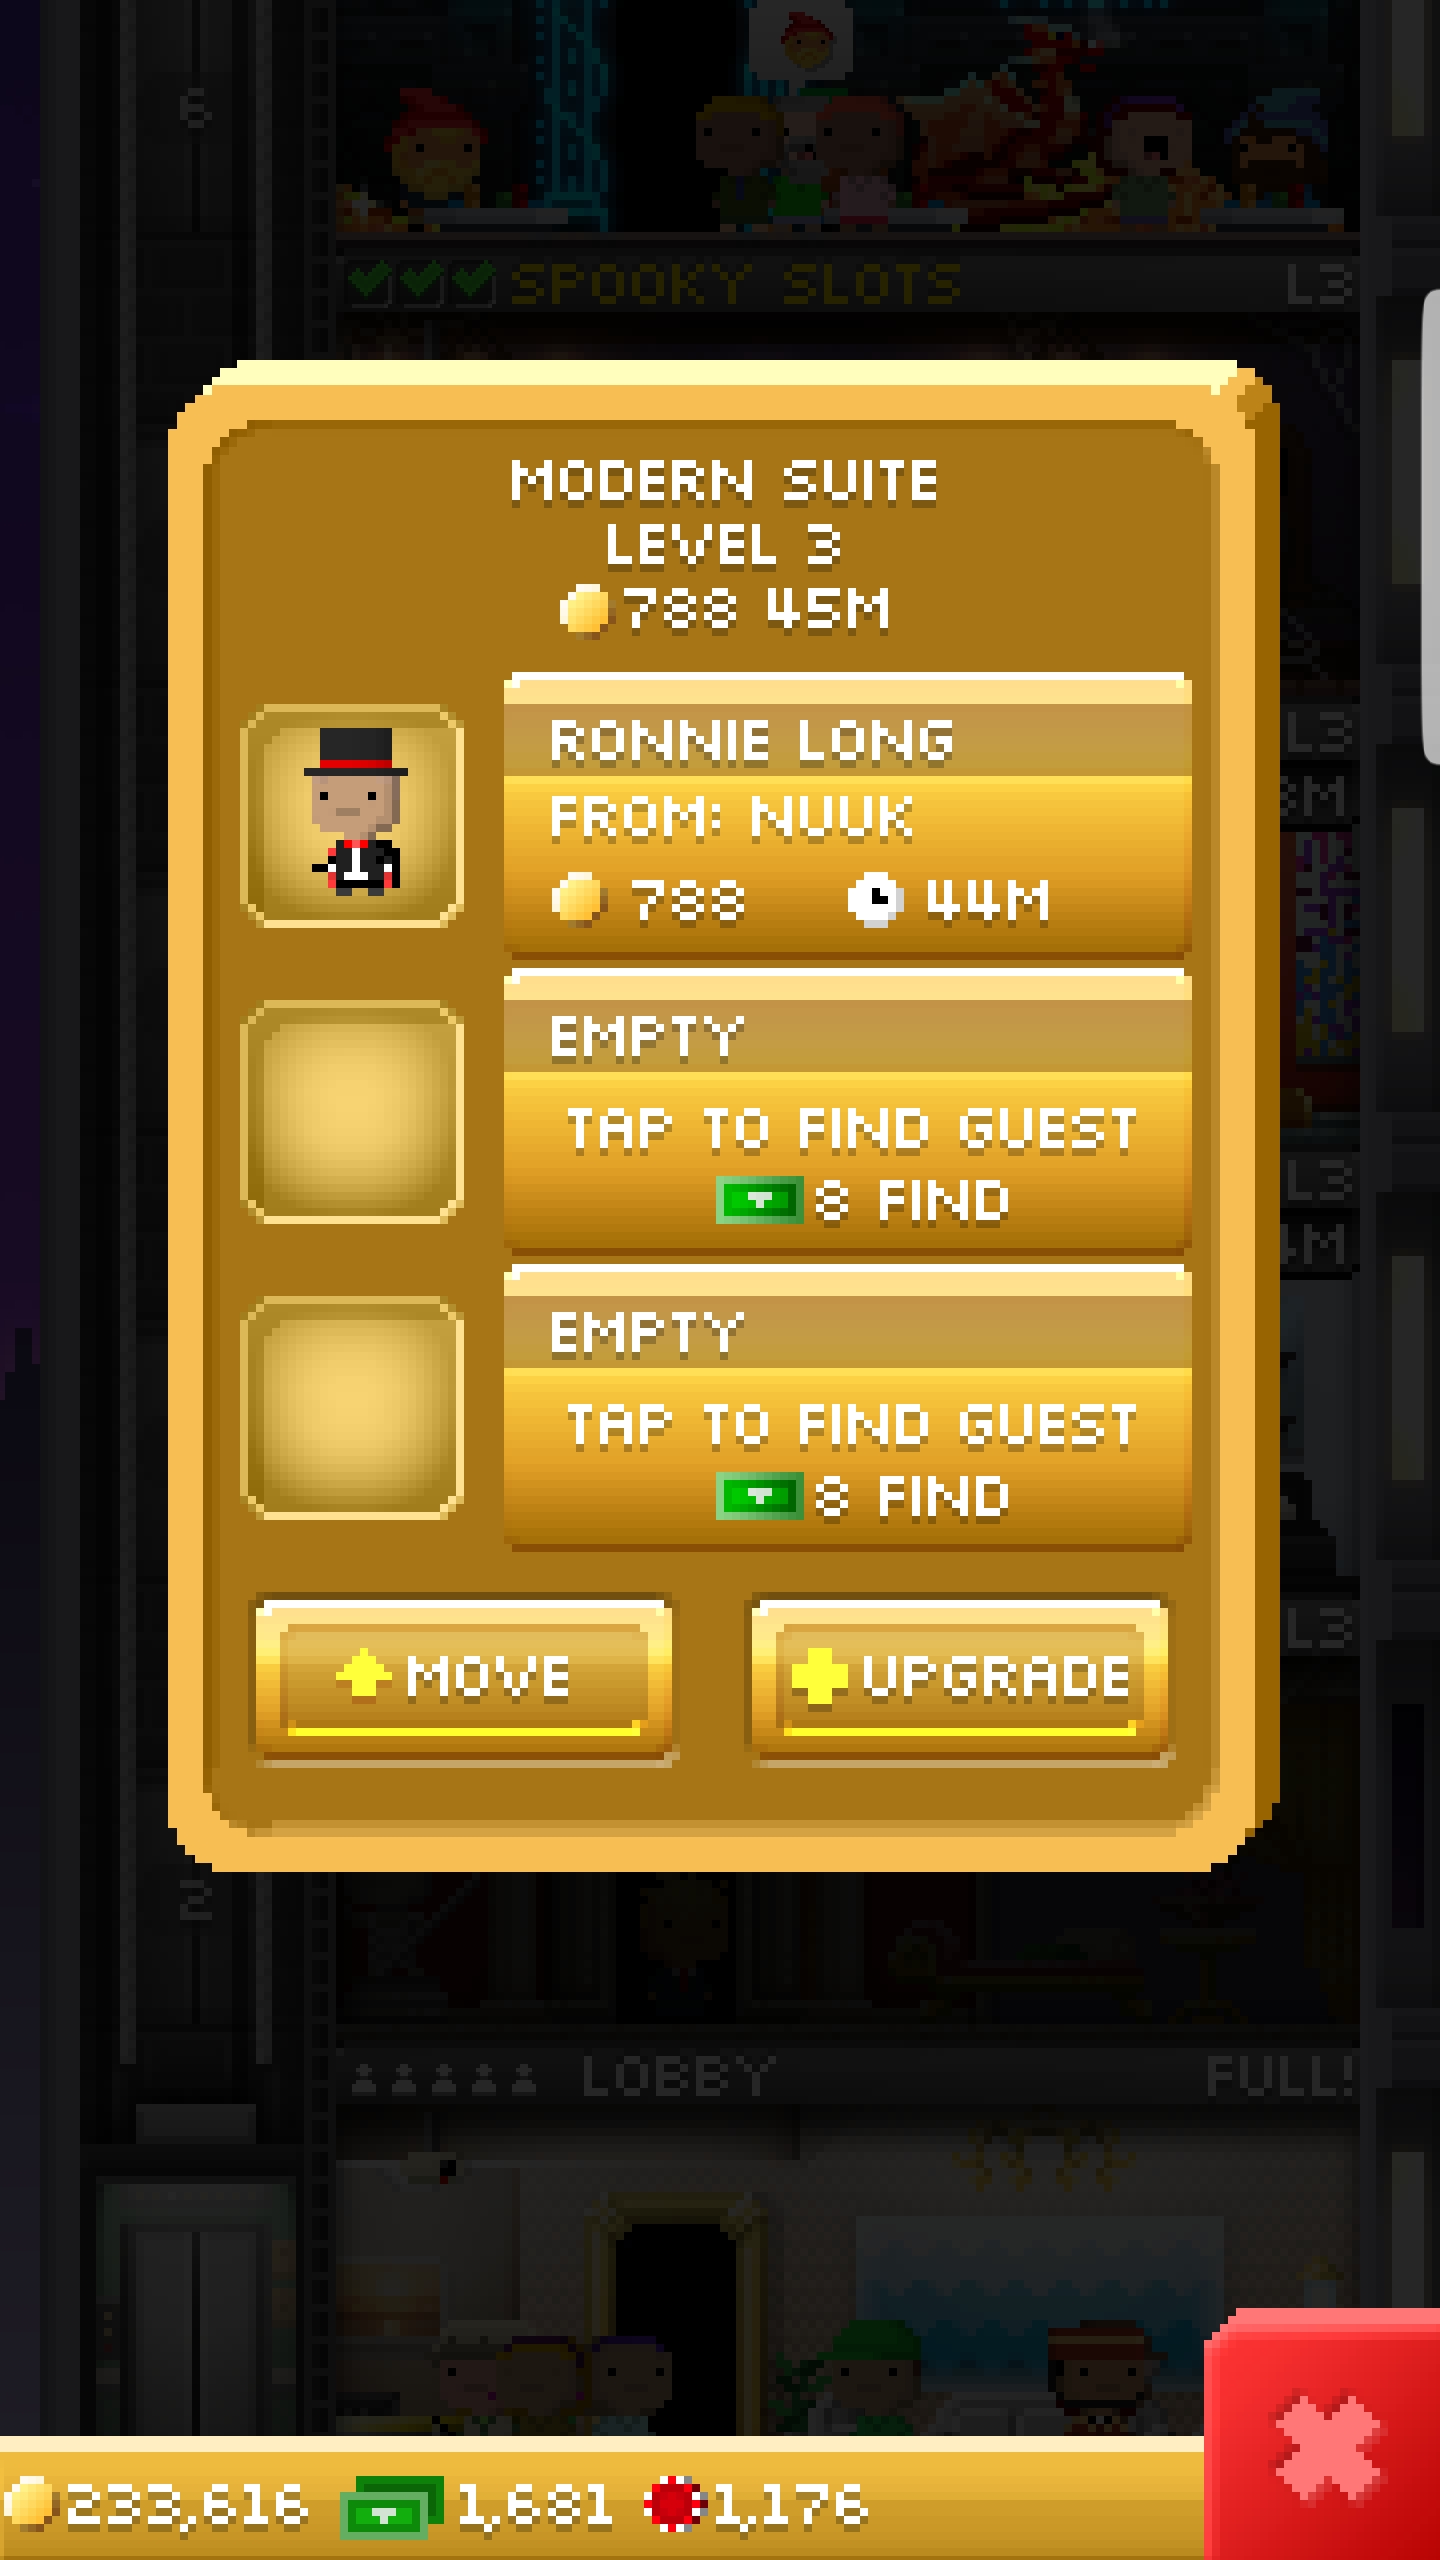 6
SPOOKY SLOTS L3
MODERN SUITE
LEVEL 3
788 45M
RONNIE LONG
FROM: NUUK
788 44M
L3
EMPTY
TAP TO FIND GUEST
8 FIND
L3
4M
EMPTY
TAP TO FIND GUEST
8 FIND
L3
MOVE UPGRADE
2
LOBBY FULL!
233,616 1,681 1,176